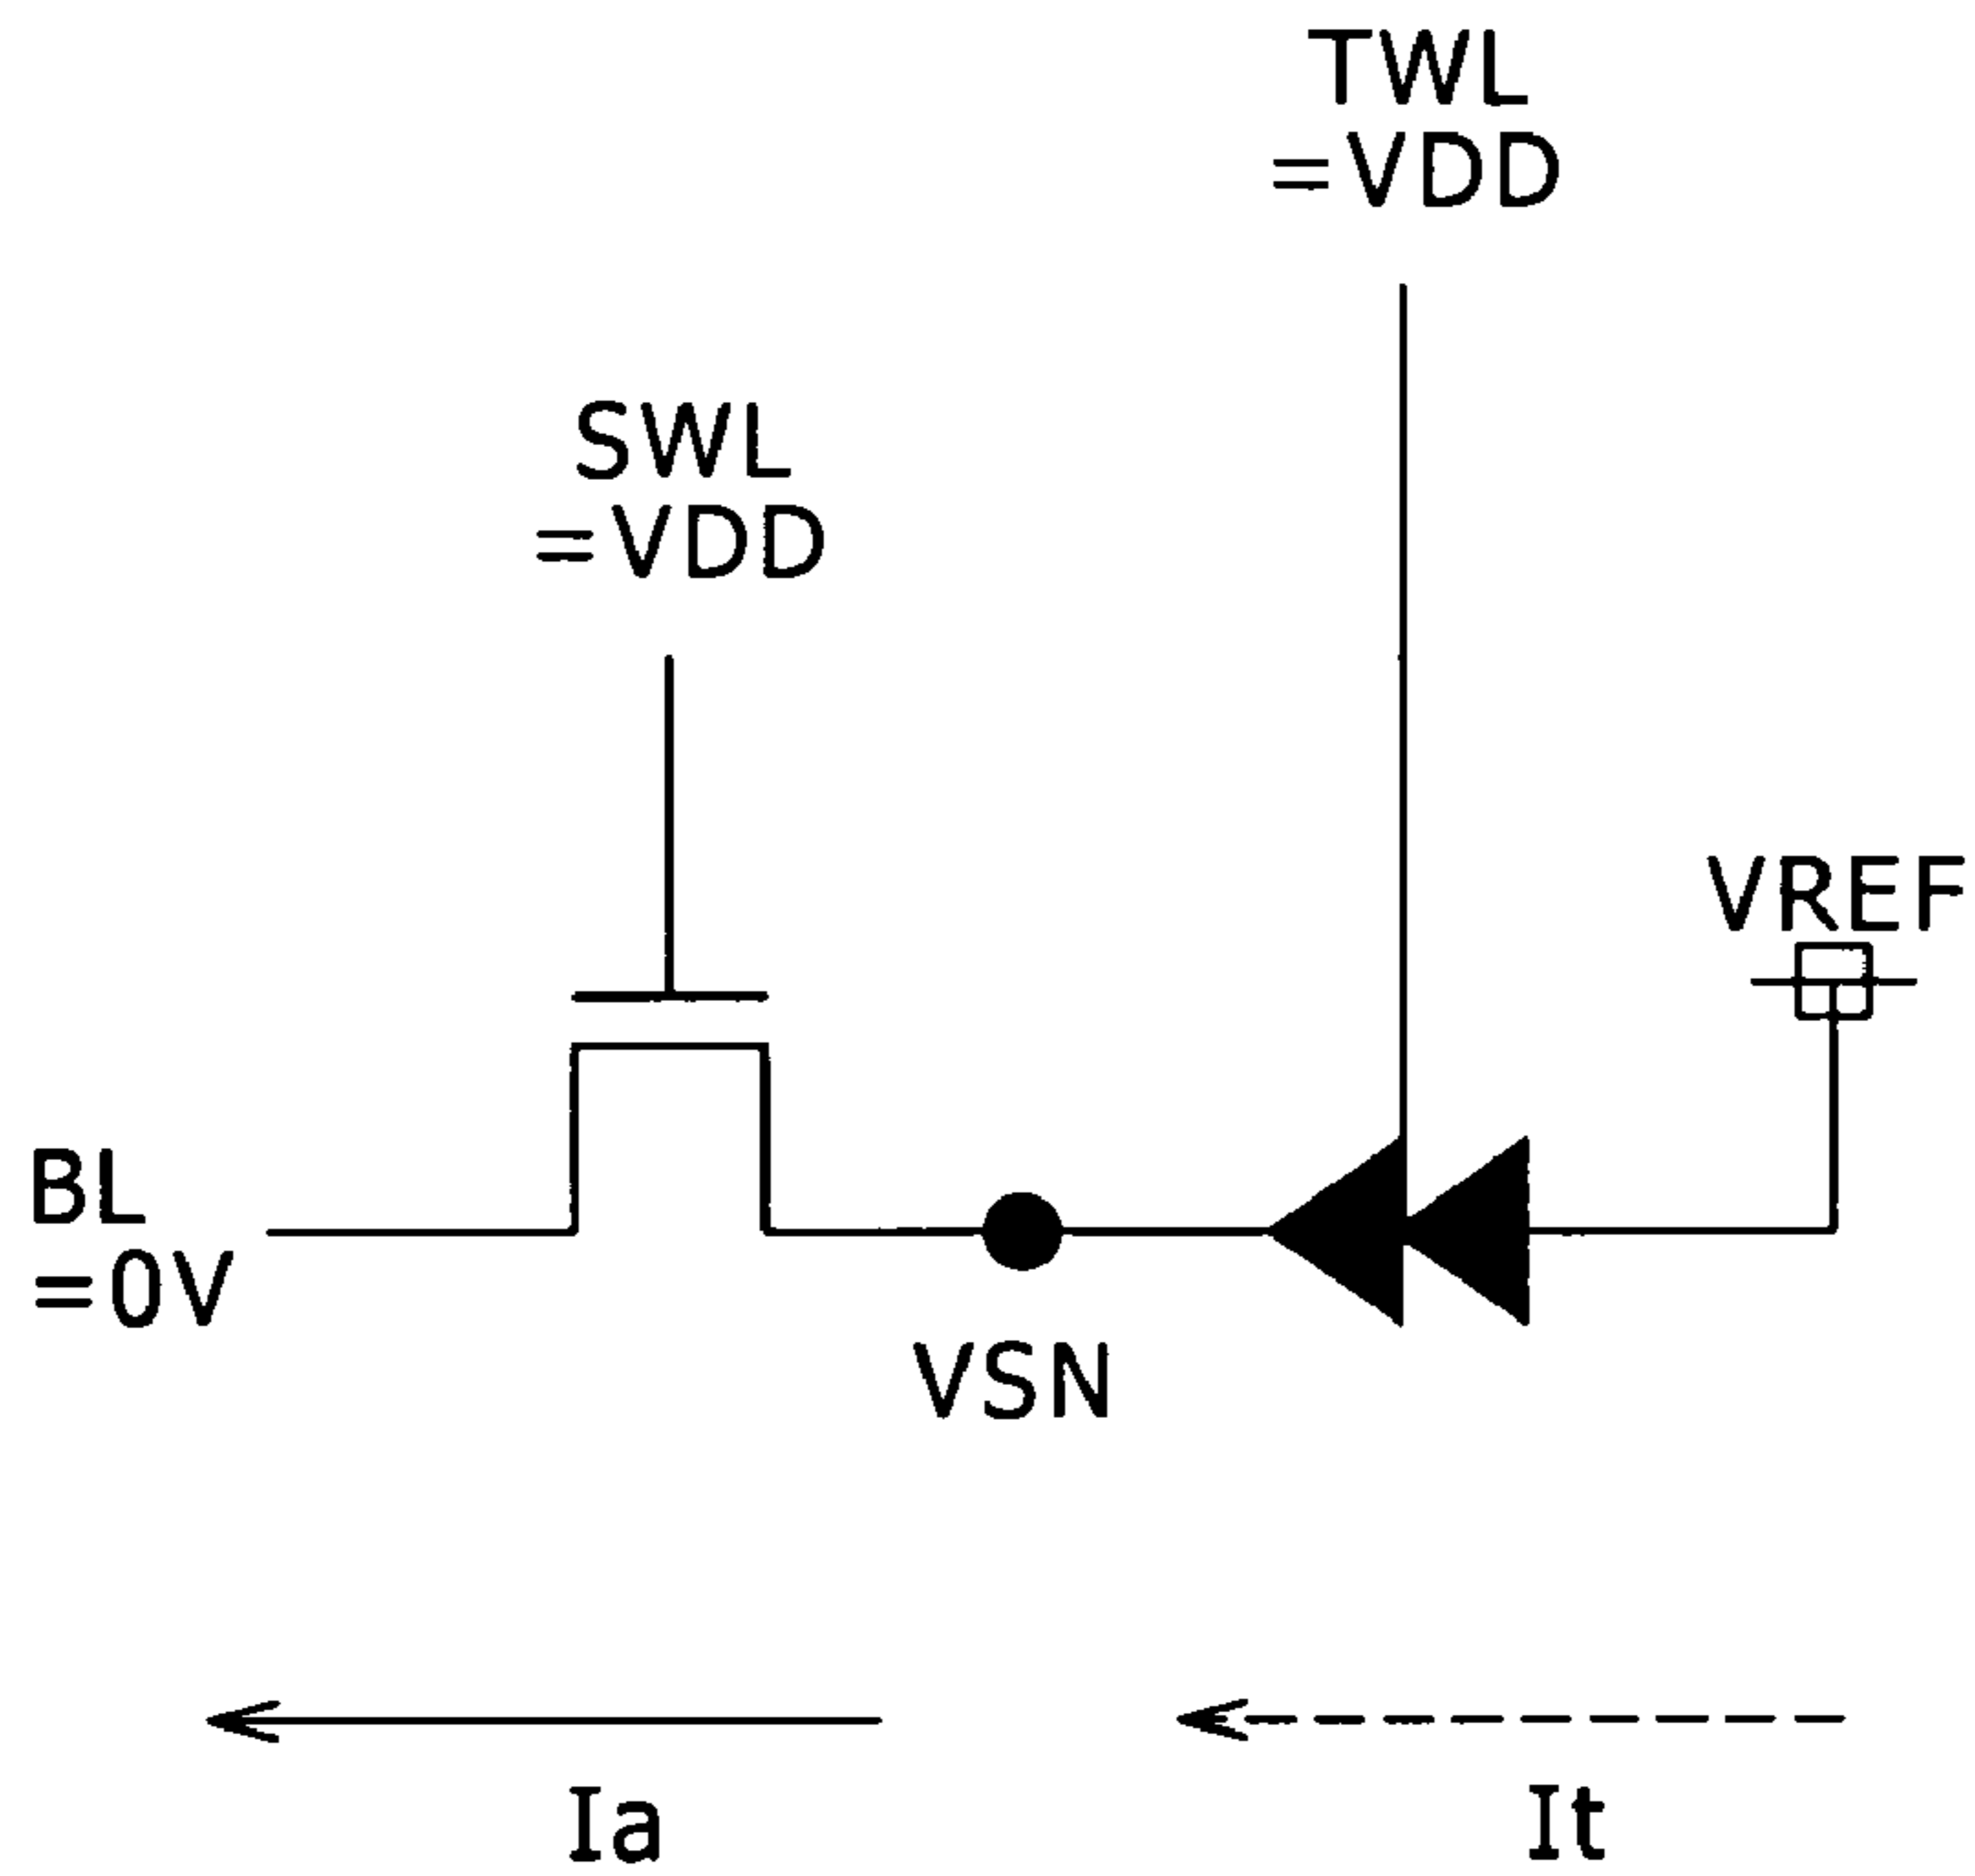 TWL
=VDD
SWL
=VDD
VREF
BL
=0V
VSN
Ia
It